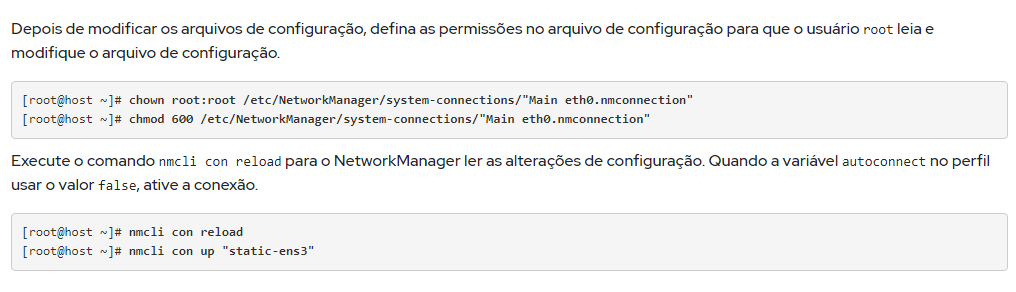 Depois de modificar os arquivos de configuração, defina as permissões no arquivo de configuração para que o usuário root leia e
modifique o arquivo de configuração.
[root@host ~]# chown root:root /etc/NetworkManager/system-connections/"Main eth0.nmconnection"
[root@host ~]# chmod 600 /etc/NetworkManager/system-connections/"Main eth0.nmconnection"
Execute o comando nmcli con reload para o NetworkManager ler as alterações de configuração. Quando a variável autoconnect no perfil
usar o valor false, ative a conexão.
[root@host ~]# nmcli con reload
[root@host ~]# nmcli con up "static-ens3"